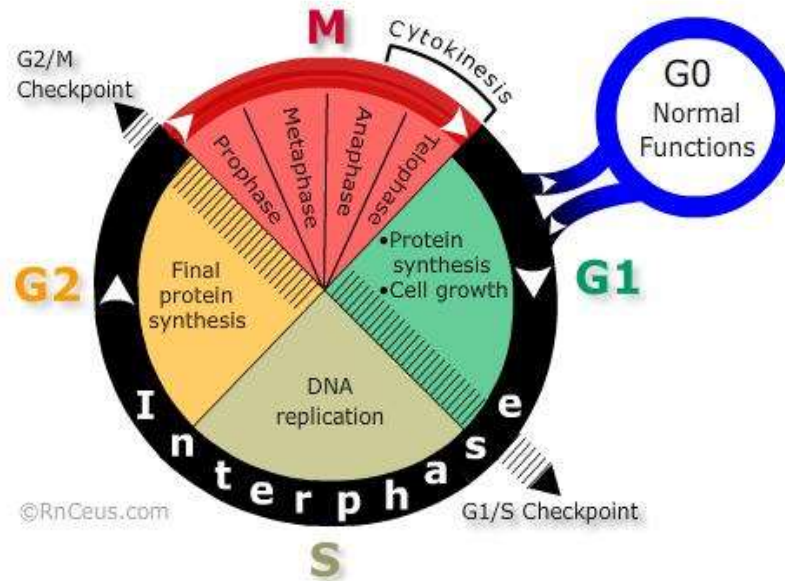 M
Cytokinesis
G2/M
Checkpoint
G0
Normal
Functions
Prophase
Metaphase
Anaphase
Telophase
•Protein
synthesis
•Cell growth
G2
Final
protein
synthesis
G1
DNA
replication
Interphase
©RnCeus.com
G1/S Checkpoint
S